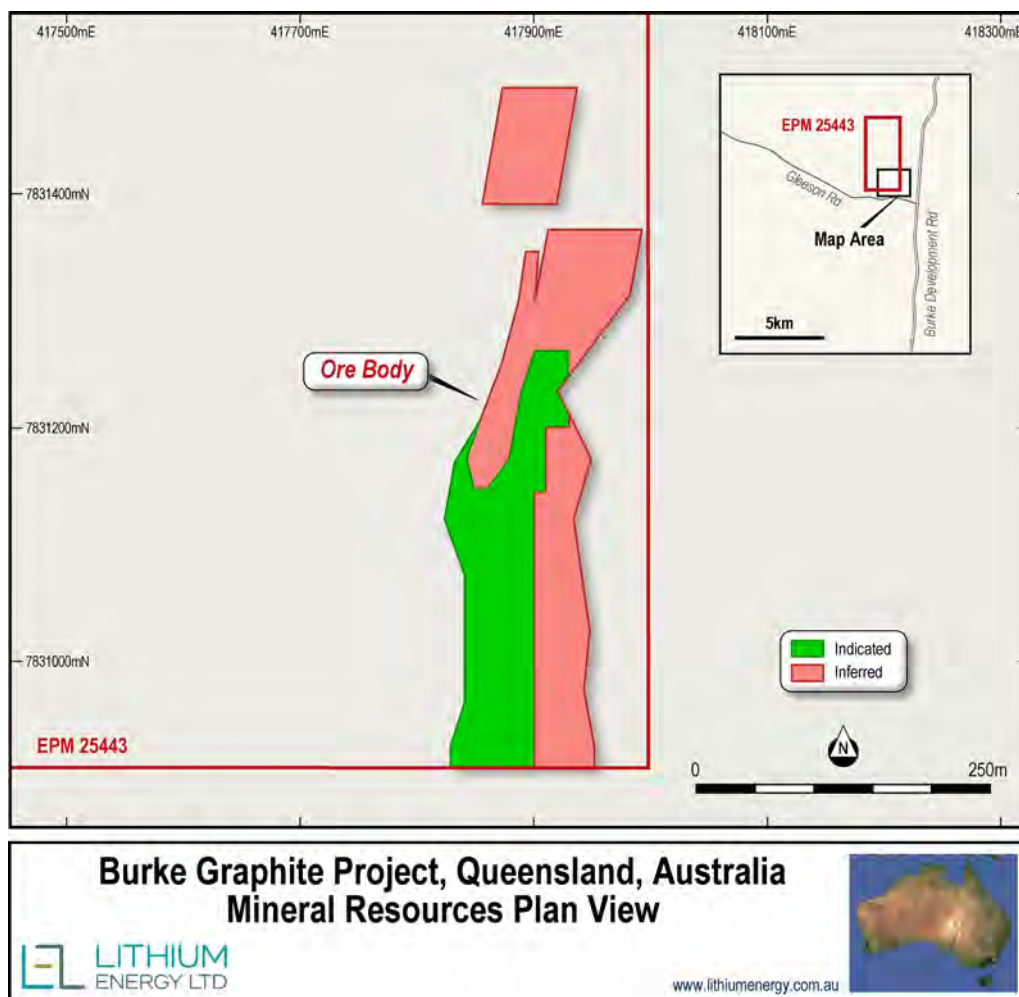 417500mE
417700mE
417900mE
418100mE
418300mE
EPM 25443
Gleeson Rd
Map Area
Burke Development Rd
5km
7831400mN
Ore Body
7831200mN
7831000mN
Indicated
Inferred
EPM 25443
N
0
250m
Burke Graphite Project, Queensland, Australia
Mineral Resources Plan View
LEL LITHIUM
ENERGY LTD
www.lithiumenergy.com.au